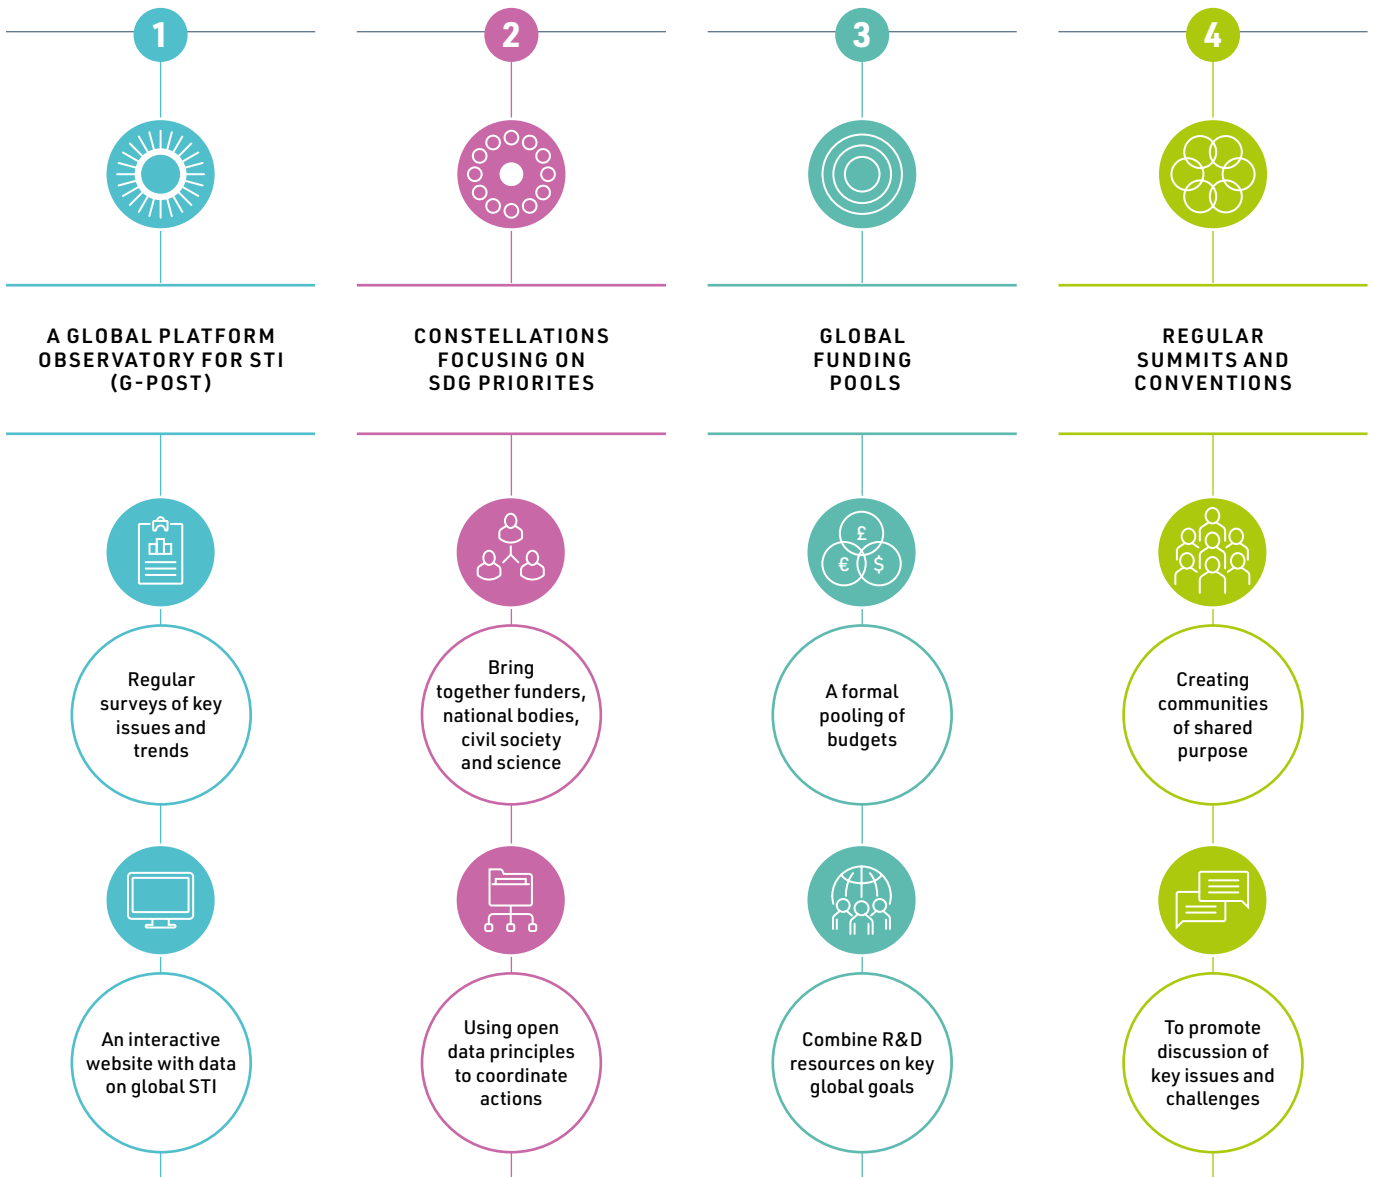 1
2
3
4
A GLOBAL PLATFORM
OBSERVATORY FOR STI
(G-POST)
CONSTELLATIONS
FOCUSING ON
SDG PRIORITES
GLOBAL
FUNDING
POOLS
REGULAR
SUMMITS AND
CONVENTIONS
£
€ $
Regular
surveys of key
issues and
trends
Bring
together funders,
national bodies,
civil society
and science
A formal
pooling of
budgets
Creating
communities
of shared
purpose
An interactive
website with data
on global STI
Using open
data principles
to coordinate
actions
Combine R&D
resources on key
global goals
To promote
discussion of
key issues and
challenges